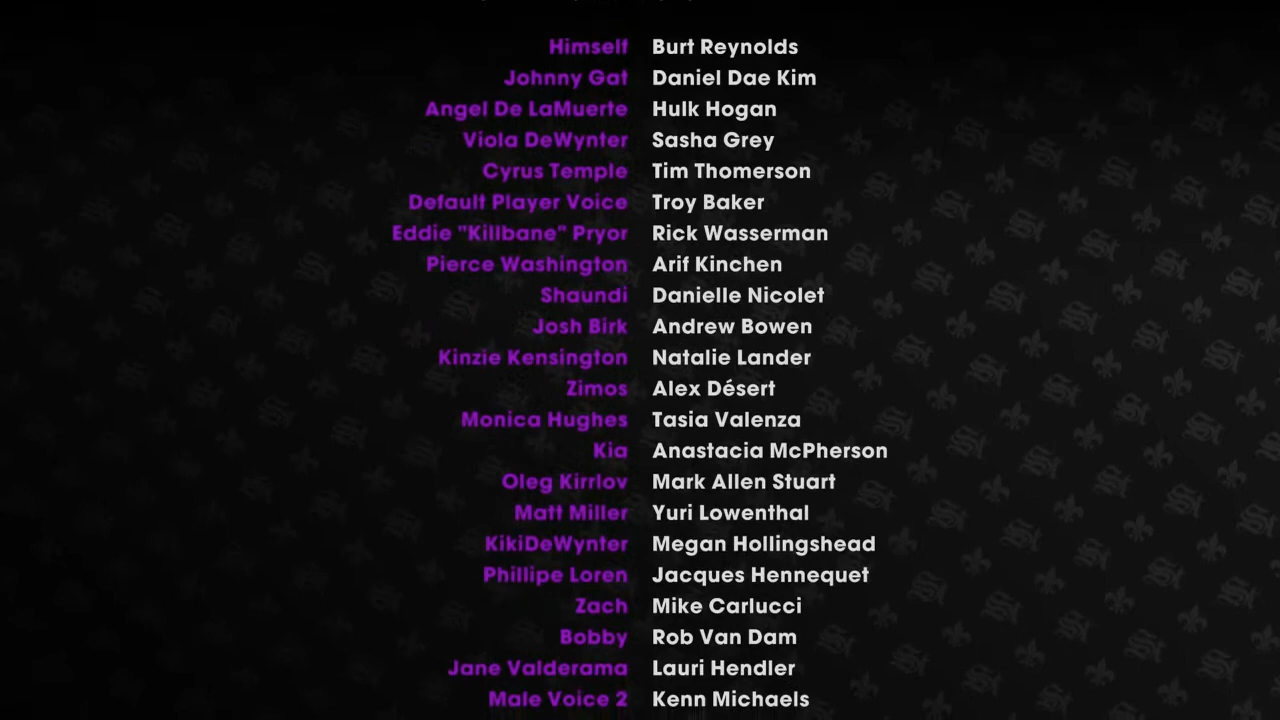 Himself Burt Reynolds
Johnny Gat Daniel Dae Kim
Angel De LaMuerte Hulk Hogan
Viola DeWynter Sasha Grey
Cyrus Temple Tim Thomerson
Default Player Voice Troy Baker
Eddie "Killbane" Pryor Rick Wasserman
Pierce Washington Arif Kinchen
Shaundi Danielle Nicolet
Josh Birk Andrew Bowen
Kinzie Kensington Natalie Lander
Zimos Alex Désert
Monica Hughes Tasia Valenza
Kia Anastacia McPherson
Oleg Kirrlov Mark Allen Stuart
Matt Miller Yuri Lowenthal
KikiDeWynter Megan Hollingshead
Phillipe Loren Jacques Hennequet
Zach Mike Carlucci
Bobby Rob Van Dam
Jane Valderama Lauri Hendler
Male Voice 2 Kenn Michaels